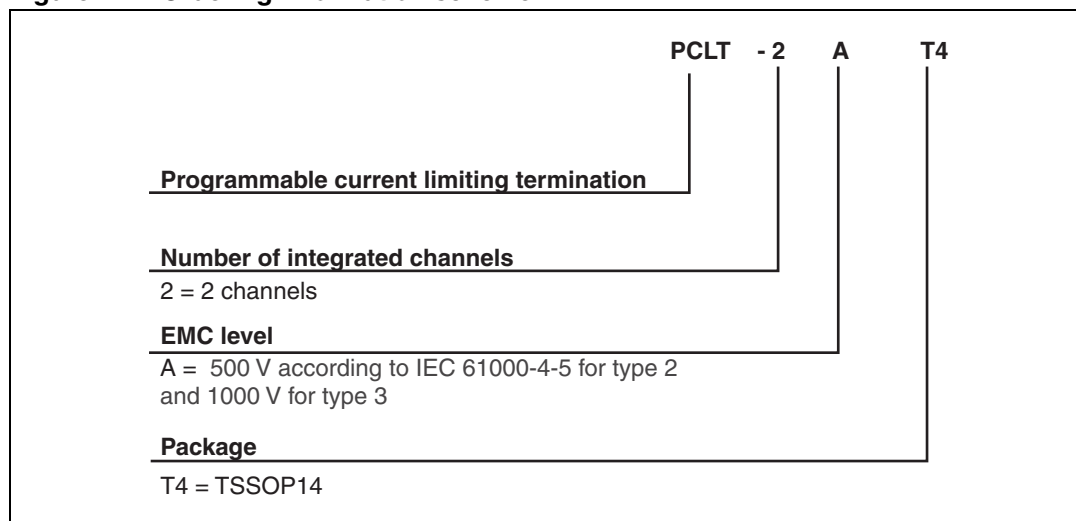 PCLT - 2 A T4
Programmable current limiting termination
Number of integrated channels
2 = 2 channels
EMC level
A = 500 V according to IEC 61000-4-5 for type 2
and 1000 V for type 3
Package
T4 = TSSOP14